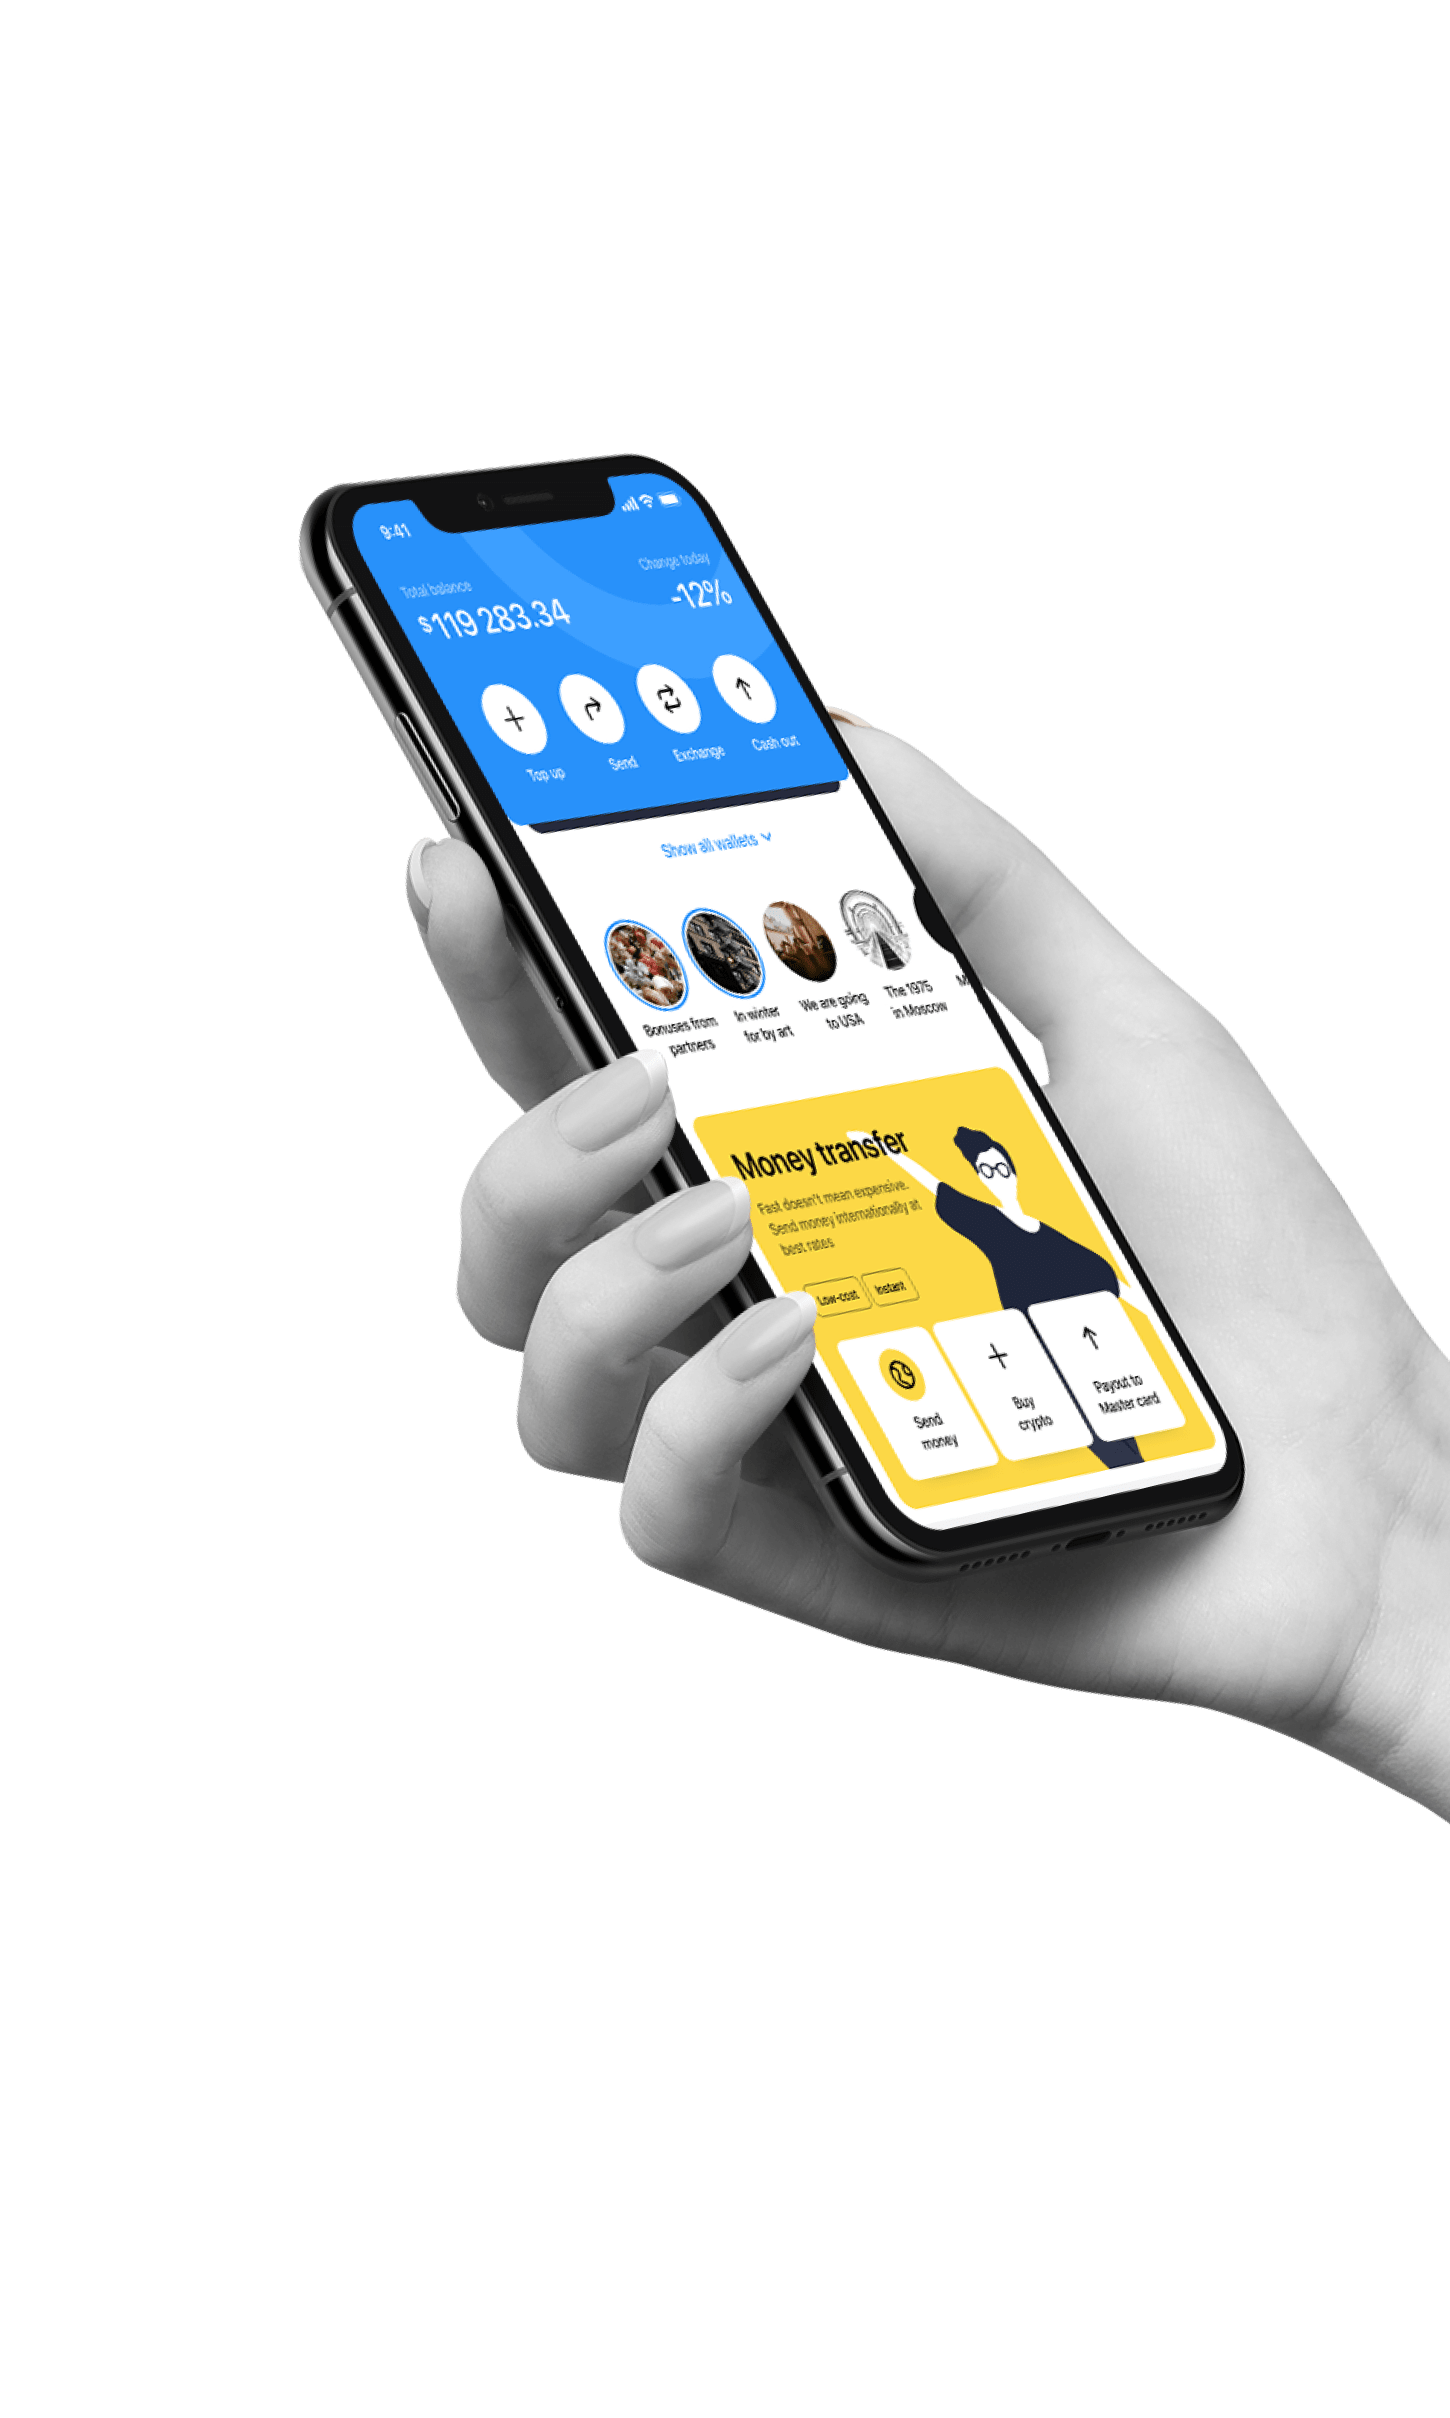 9:41
Total balance
Change today
$119 283.34
-12%
Top up
Send
Exchange
Cash out
Show all wallets
Bonuses from
partners
In winter
for by art
We are going
to USA
The 1975
in Moscow
Money transfer
Fast doesn't mean expensive.
Send money internationally at
best rates
Low-cost
Instant
Send
money
Buy
crypto
Payout to
Master card